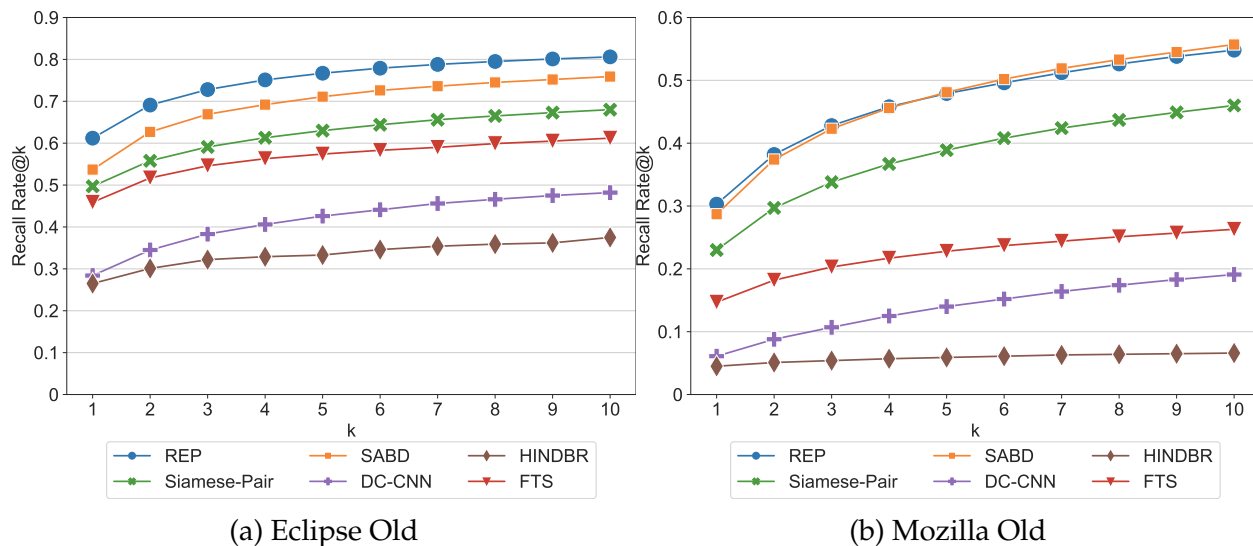 0.9
0.8
0.7
0.6
0.5
0.4
0.3
0.2
0.1
0
Recall Rate@k
1 2 3 4 5 6 7 8 9 10
k
REP SABD HINDBR
Siamese-Pair DC-CNN FTS
(a) Eclipse Old
0.6
0.5
0.4
0.3
0.2
0.1
0
Recall Rate@k
1 2 3 4 5 6 7 8 9 10
k
REP SABD HINDBR
Siamese-Pair DC-CNN FTS
(b) Mozilla Old